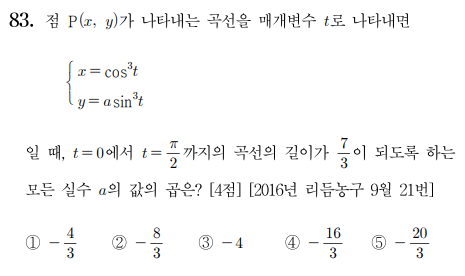 83. 점 P(x, y)가 나타내는 곡선을 매개변수 t로 나타내면
x = cos³t
y = a sin³t
일 때, t=0에서 t=π/2까지의 곡선의 길이가 7/3이 되도록 하는
모든 실수 a의 값의 곱은? [4점] [2016년 리듬농구 9월 21번]
① -4/3 ② -8/3 ③ -4 ④ -16/3 ⑤ -20/3